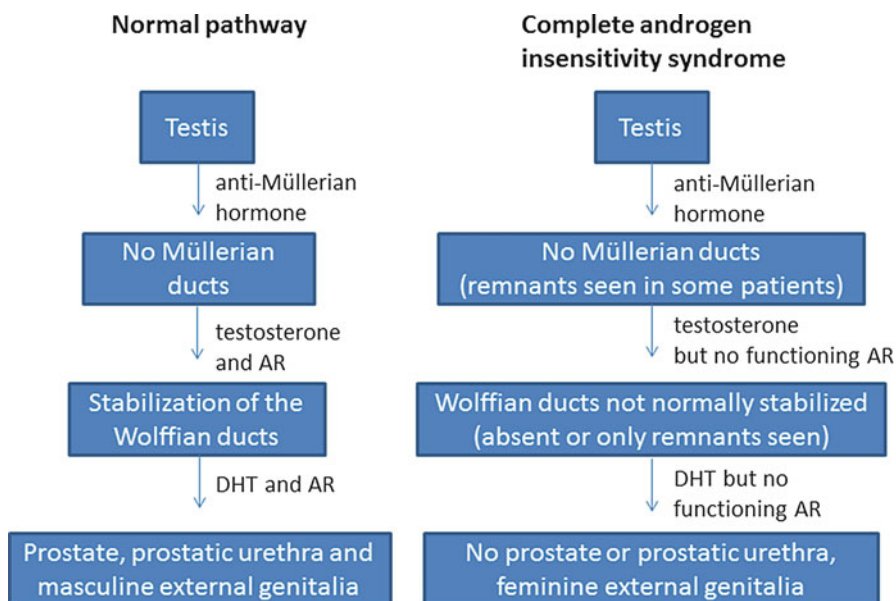 Normal pathway
Testis
anti-Müllerian
hormone
No Müllerian
ducts
testosterone
and AR
Stabilization of the
Wolffian ducts
DHT and AR
Prostate, prostatic urethra and
masculine external genitalia
Complete androgen
insensitivity syndrome
Testis
anti-Müllerian
hormone
No Müllerian ducts
(remnants seen in some patients)
testosterone
but no functioning AR
Wolffian ducts not normally stabilized
(absent or only remnants seen)
DHT but no
functioning AR
No prostate or prostatic urethra,
feminine external genitalia